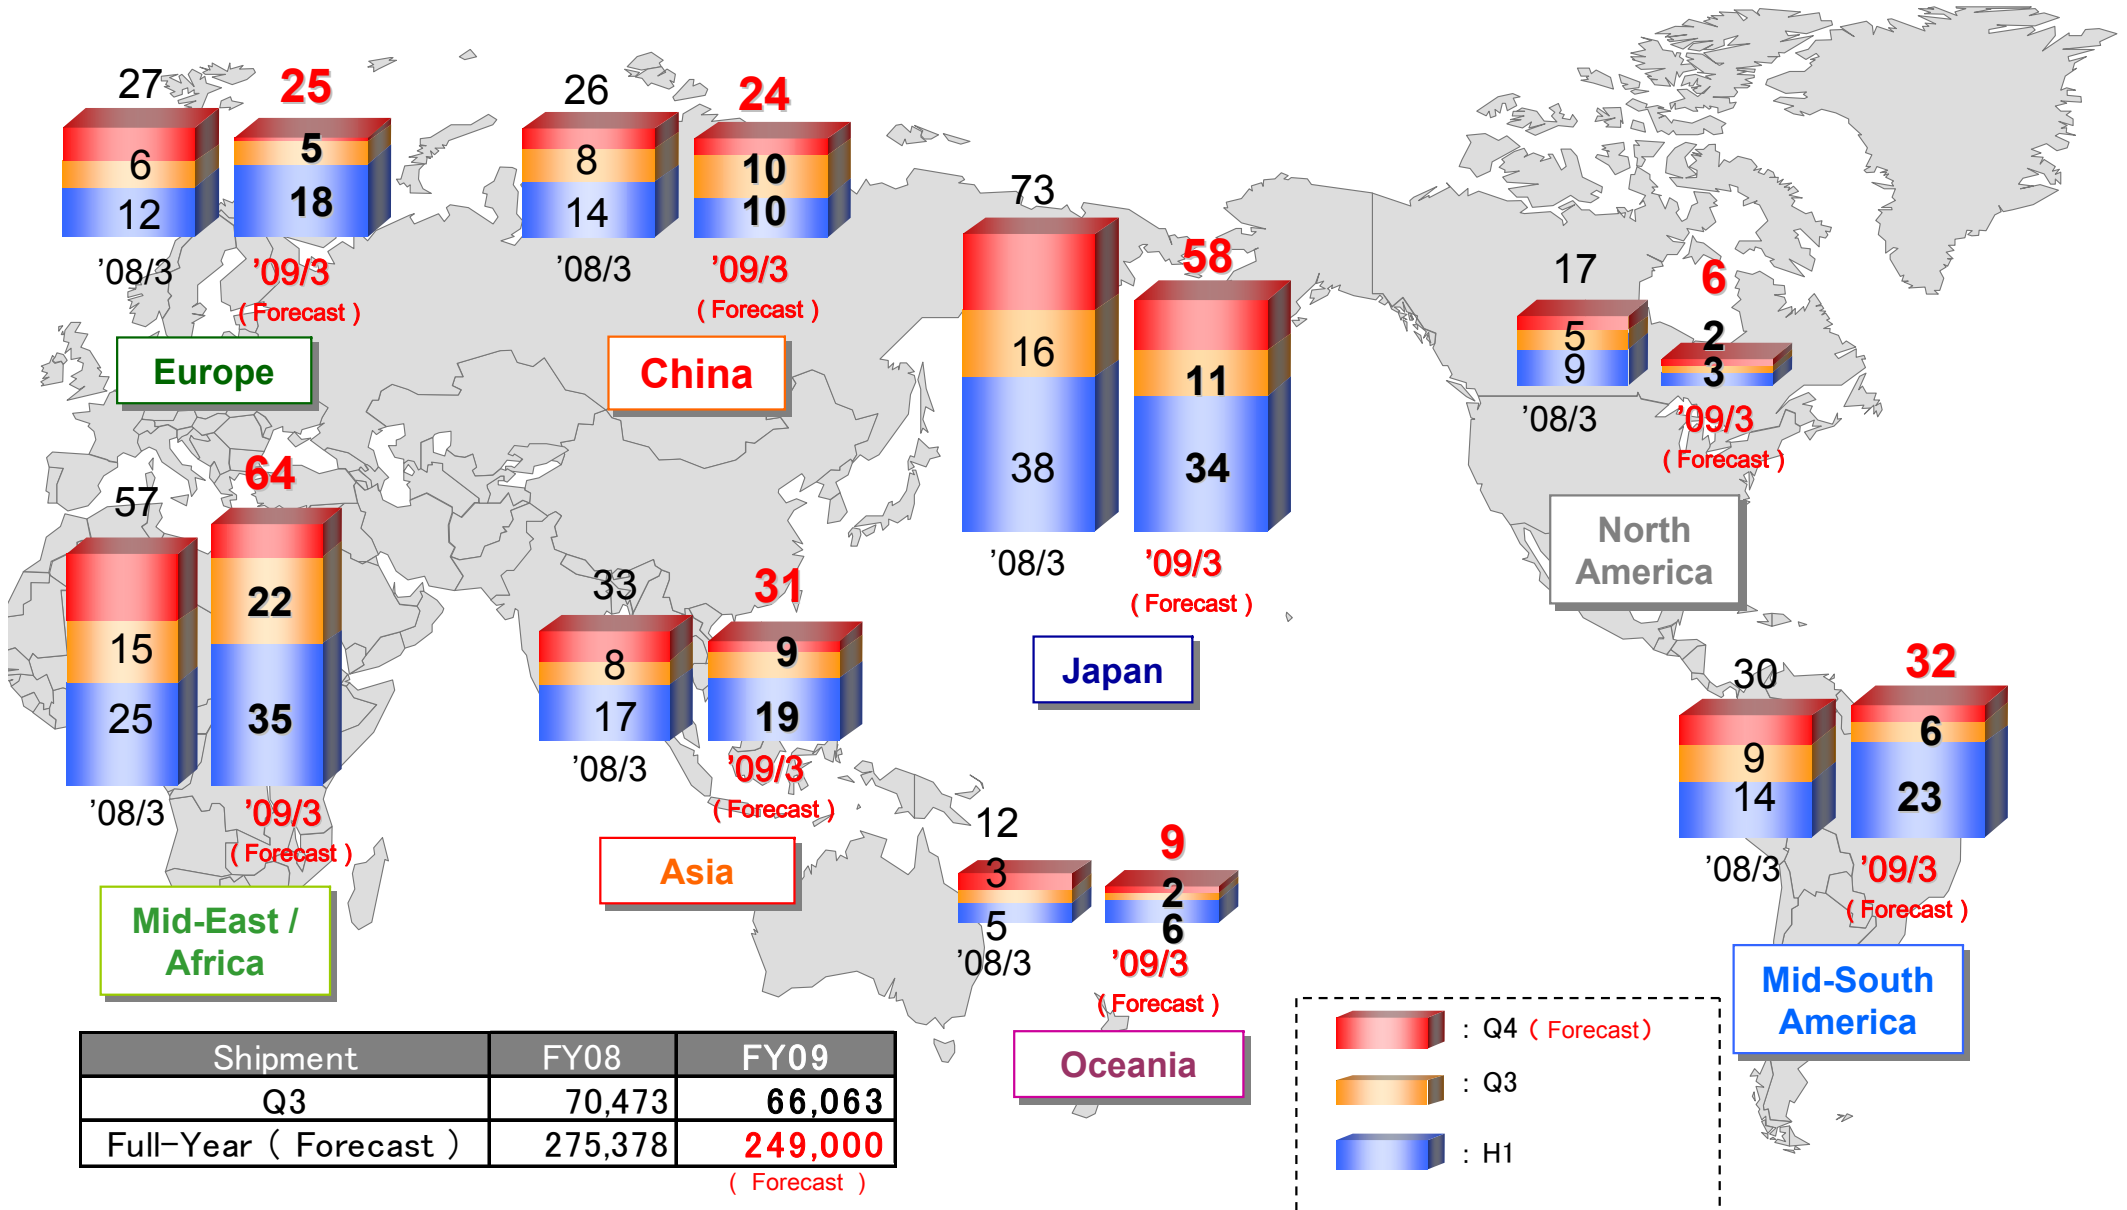 27
25
6
5
12
18
'08/3
'09/3
( Forecast )
Europe
26
24
8
10
14
10
'08/3
'09/3
( Forecast )
China
73
58
16
11
38
34
'08/3
'09/3
( Forecast )
Japan
17
6
5
2
9
3
'08/3
'09/3
( Forecast )
North
America
57
64
15
22
25
35
'08/3
'09/3
( Forecast )
Mid-East /
Africa
33
31
8
9
17
19
'08/3
'09/3
( Forecast )
Asia
12
9
3
2
5
6
'08/3
'09/3
( Forecast )
Oceania
30
32
9
6
14
23
'08/3
'09/3
( Forecast )
Mid-South
America
Shipment FY08 FY09
Q3 70,473 66,063
Full-Year ( Forecast ) 275,378 249,000
( Forecast )
: Q4 ( Forecast)
: Q3
: H1